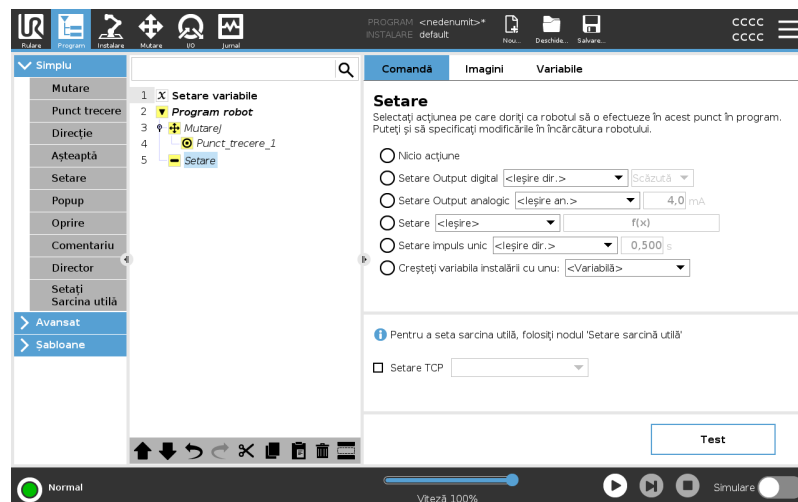 PROGRAM <nedenumit>*
INSTALARE default
Rulare Program Instalare Mutare I/O Jurnal Nou... Deschide... Salvare...
CCCC
CCCC
Simplu
Mutare
Punct trecere
Direcție
Așteaptă
Setare
Popup
Oprire
Comentariu
Director
Setați
Sarcina utilă
Avansat
Șabloane
1 X Setare variabile
2 Program robot
3 MutareJ
4 Punct_trecere_1
5 Setare
Comandă Imagini Variabile
Setare
Selectați acțiunea pe care doriți ca robotul să o efectueze în acest punct în program.
Puteți și să specificați modificările în încărcătura robotului.
Nicio acțiune
Setare Output digital <Ieșire dir.> Scăzută
Setare Output analogic <Ieșire an.> 4,0 mA
Setare <Ieșire> f(x)
Setare impuls unic <Ieșire dir.> 0,500 s
Creșteți variabila instalării cu unu: <Variabilă>
Pentru a seta sarcina utilă, folosiți nodul 'Setare sarcină utilă'
Setare TCP
Test
Normal
Viteză 100%
Simulare